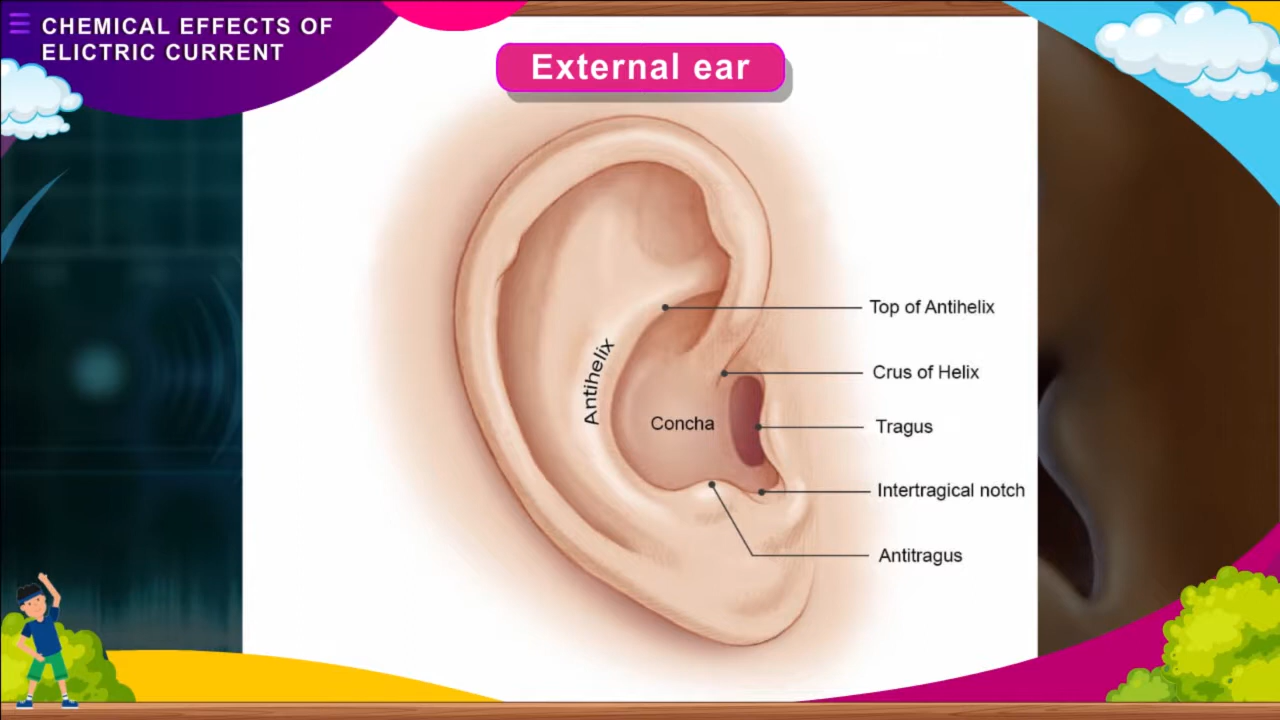 CHEMICAL EFFECTS OF
ELICTRIC CURRENT
External ear
Top of Antihelix
Antihelix
Crus of Helix
Concha
Tragus
Intertragical notch
Antitragus